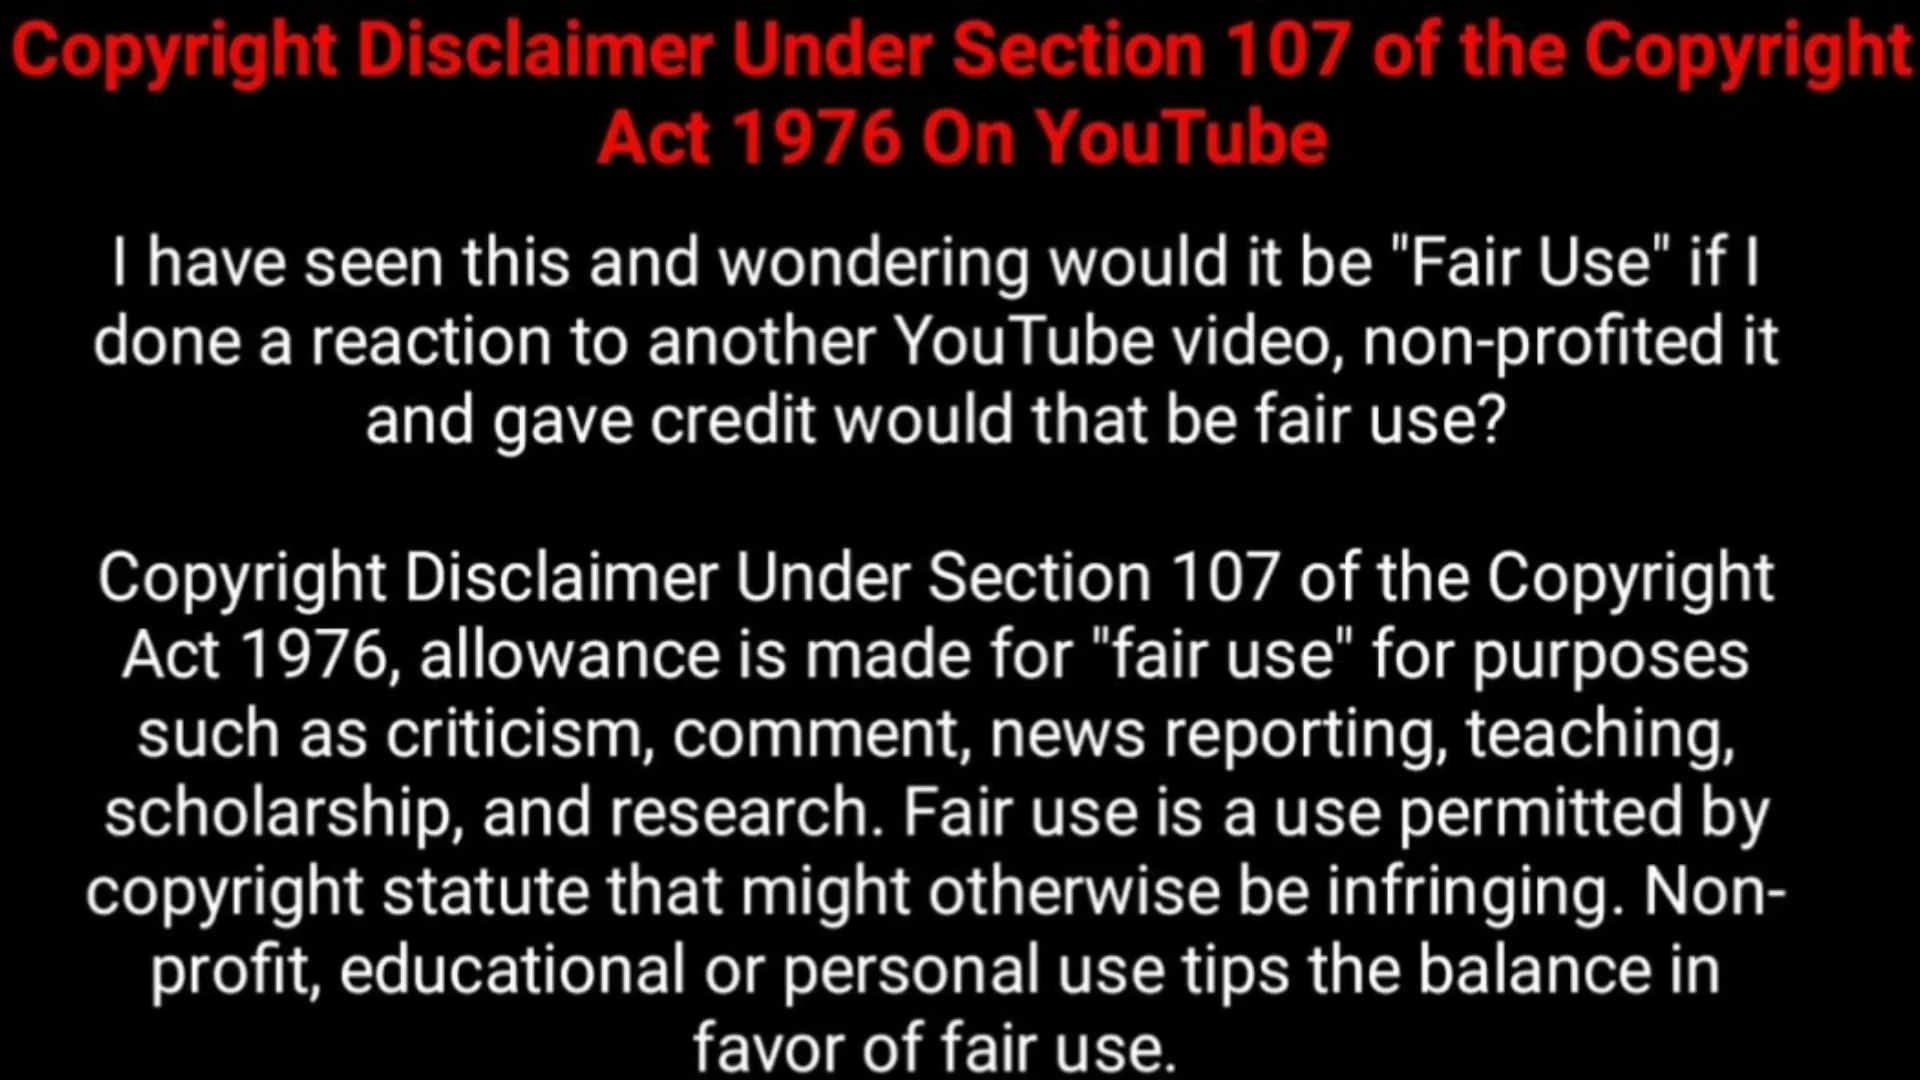 Copyright Disclaimer Under Section 107 of the Copyright
Act 1976 On YouTube
I have seen this and wondering would it be "Fair Use" if I
done a reaction to another YouTube video, non-profited it
and gave credit would that be fair use?
Copyright Disclaimer Under Section 107 of the Copyright
Act 1976, allowance is made for "fair use" for purposes
such as criticism, comment, news reporting, teaching,
scholarship, and research. Fair use is a use permitted by
copyright statute that might otherwise be infringing. Non-
profit, educational or personal use tips the balance in
favor of fair use.